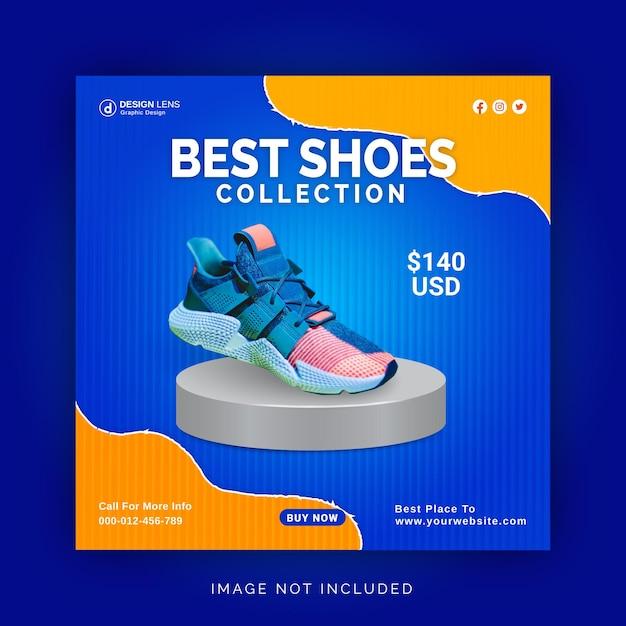 DESIGN LENS
Graphic Design
BEST SHOES
COLLECTION
$140
USD
Call For More Info
000-012-456-789
BUY NOW
Best Place To
www.yourwebsite.com
IMAGE NOT INCLUDED